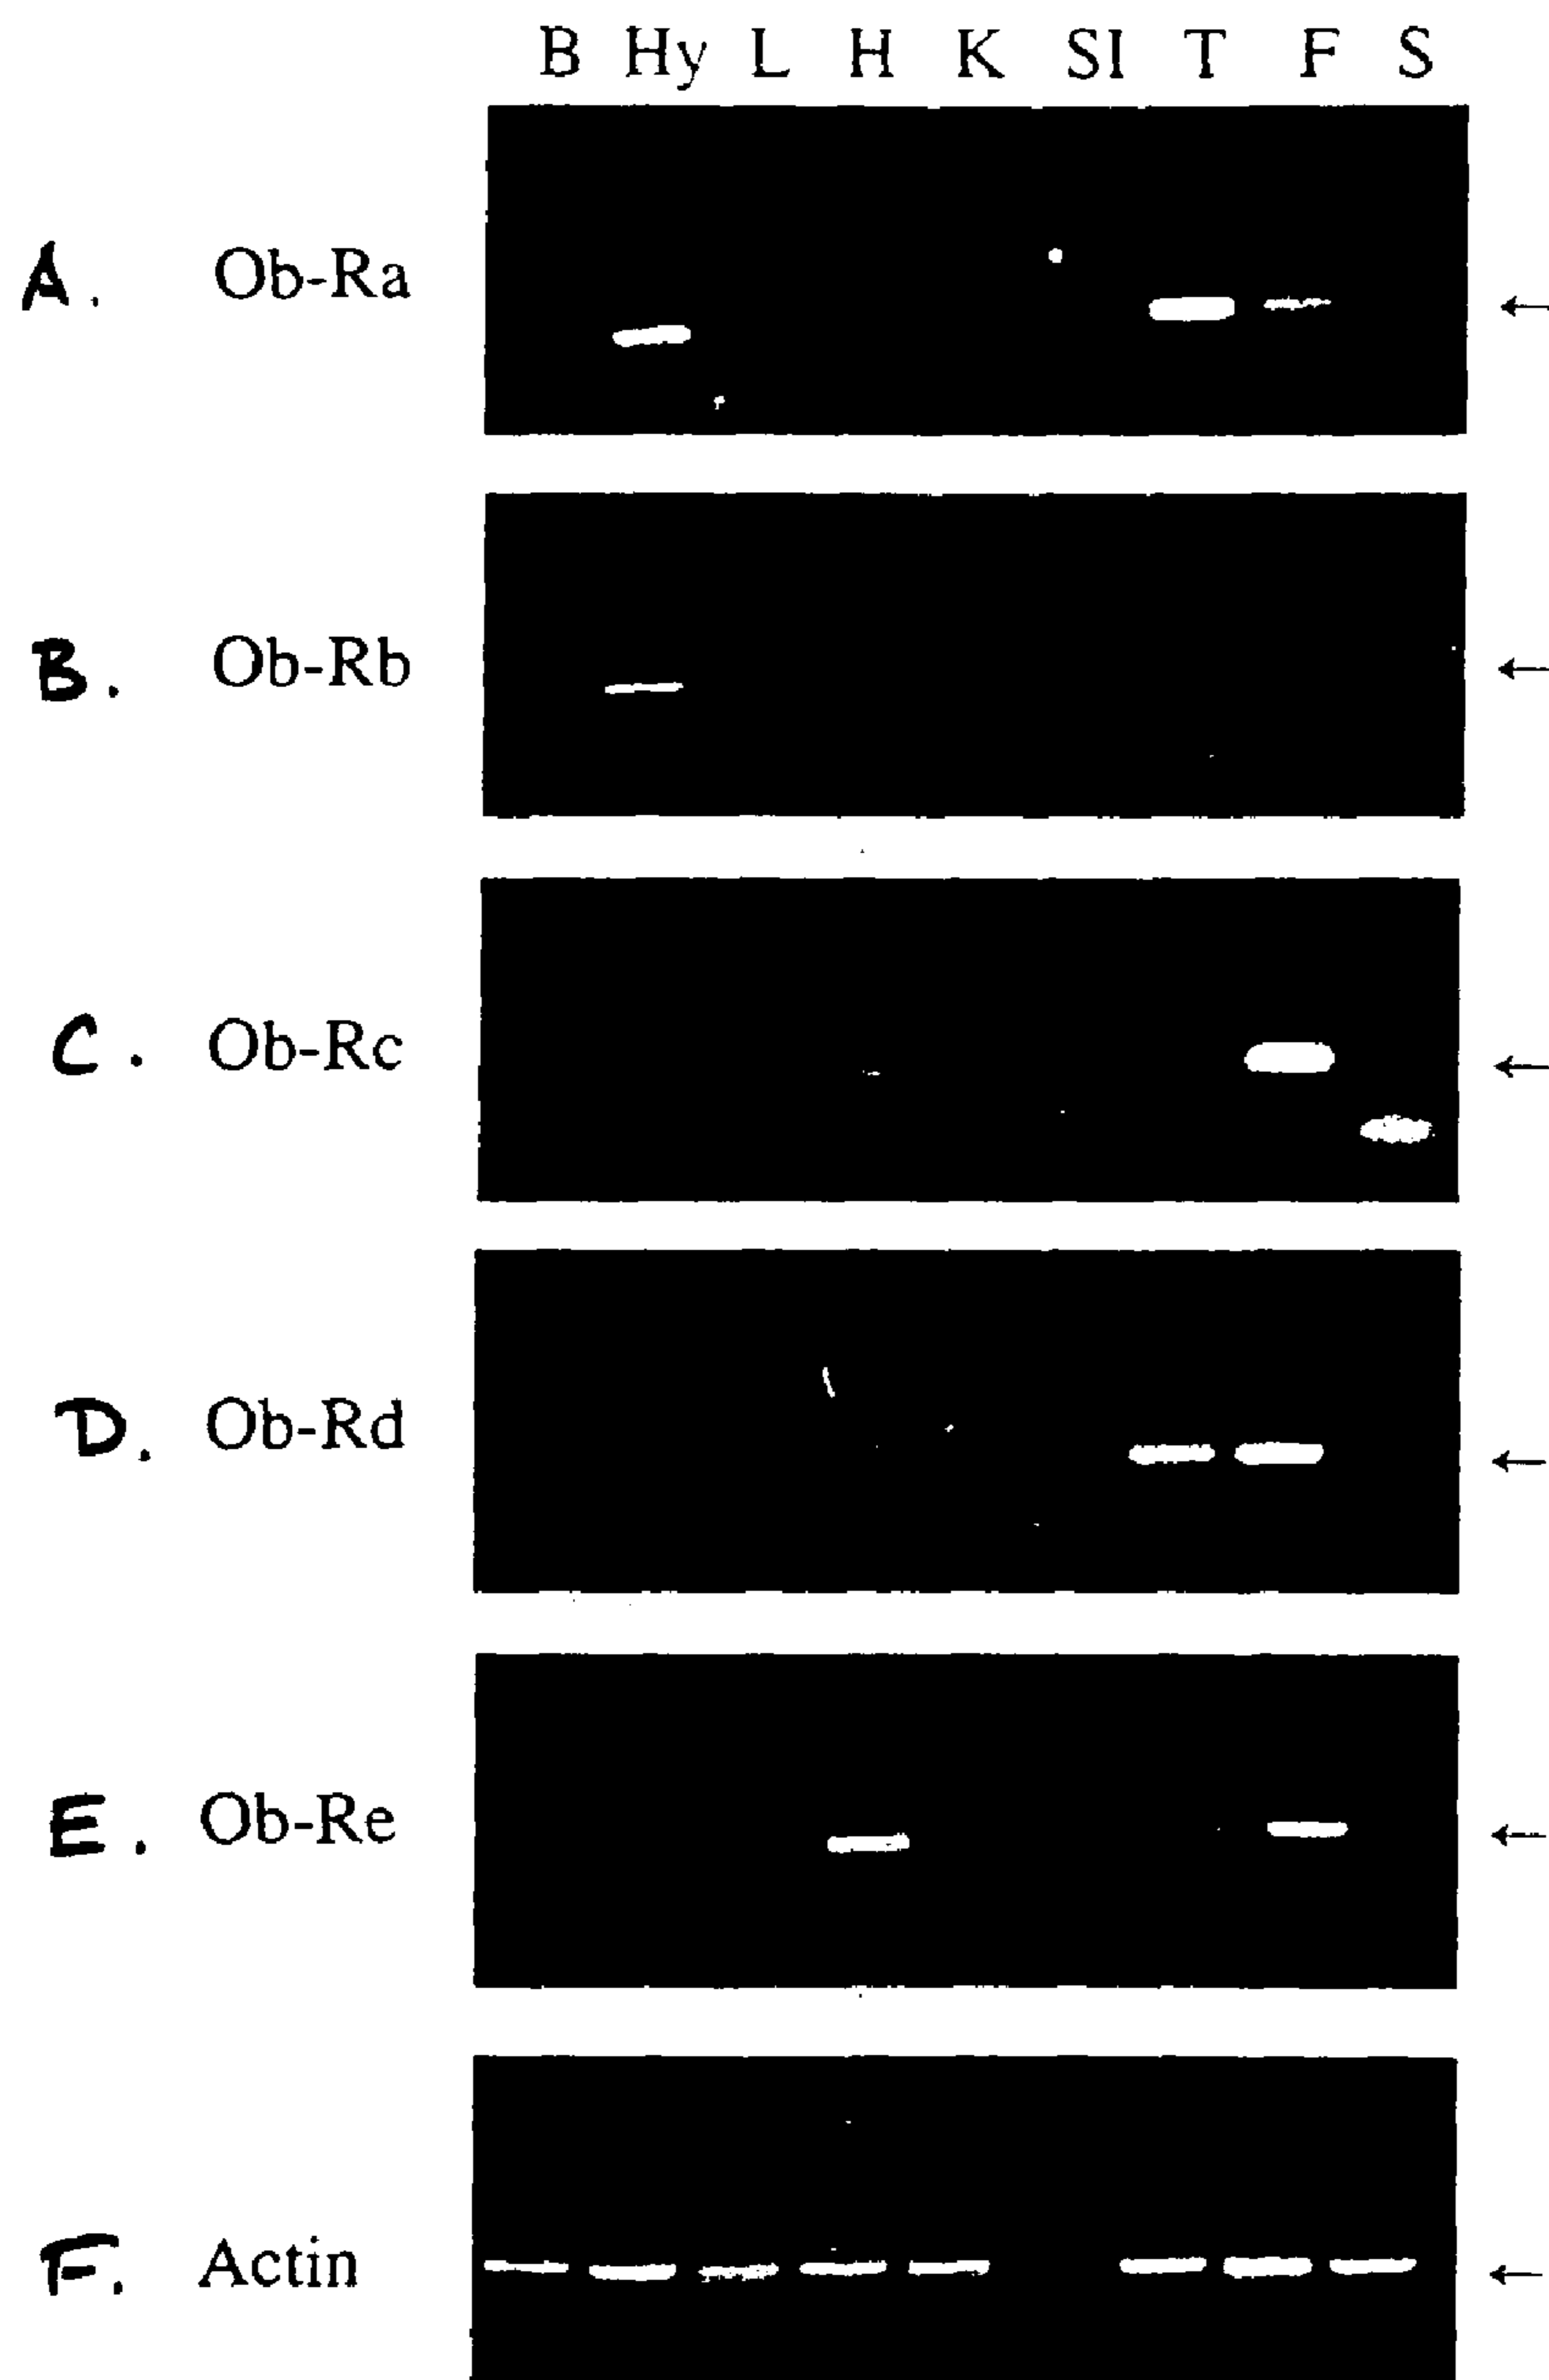 B Hy L H K SI T F S
A. Ob-Ra
B. Ob-Rb
C. Ob-Rc
D. Ob-Rd
E. Ob-Re
F. Actin